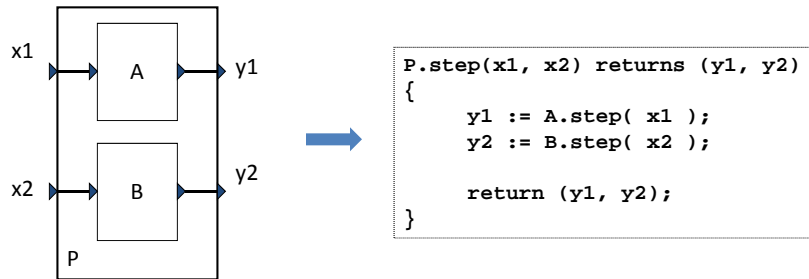 x1
A
y1
x2
B
y2
P
P.step(x1, x2) returns (y1, y2)
{
y1 := A.step( x1 );
y2 := B.step( x2 );
return (y1, y2);
}